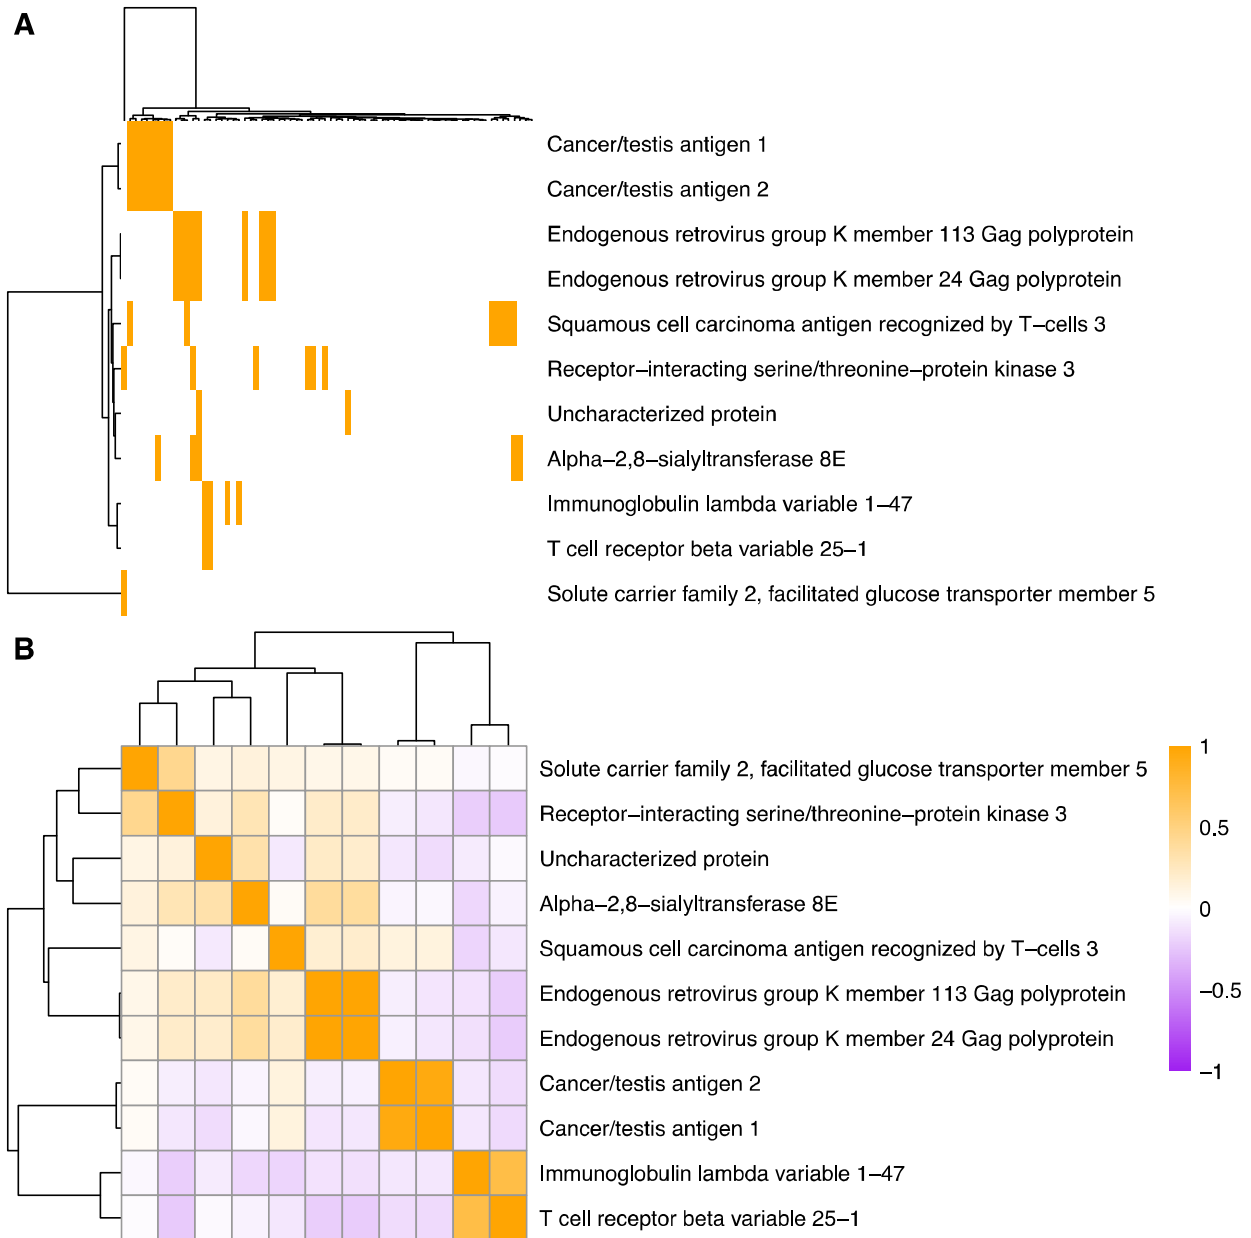 A
Cancer/testis antigen 1
Cancer/testis antigen 2
Endogenous retrovirus group K member 113 Gag polyprotein
Endogenous retrovirus group K member 24 Gag polyprotein
Squamous cell carcinoma antigen recognized by T−cells 3
Receptor−interacting serine/threonine−protein kinase 3
Uncharacterized protein
Alpha−2,8−sialyltransferase 8E
Immunoglobulin lambda variable 1−47
T cell receptor beta variable 25−1
Solute carrier family 2, facilitated glucose transporter member 5
B
Solute carrier family 2, facilitated glucose transporter member 5
Receptor−interacting serine/threonine−protein kinase 3
Uncharacterized protein
Alpha−2,8−sialyltransferase 8E
Squamous cell carcinoma antigen recognized by T−cells 3
Endogenous retrovirus group K member 113 Gag polyprotein
Endogenous retrovirus group K member 24 Gag polyprotein
Cancer/testis antigen 2
Cancer/testis antigen 1
Immunoglobulin lambda variable 1−47
T cell receptor beta variable 25−1
1
0.5
0
−0.5
−1